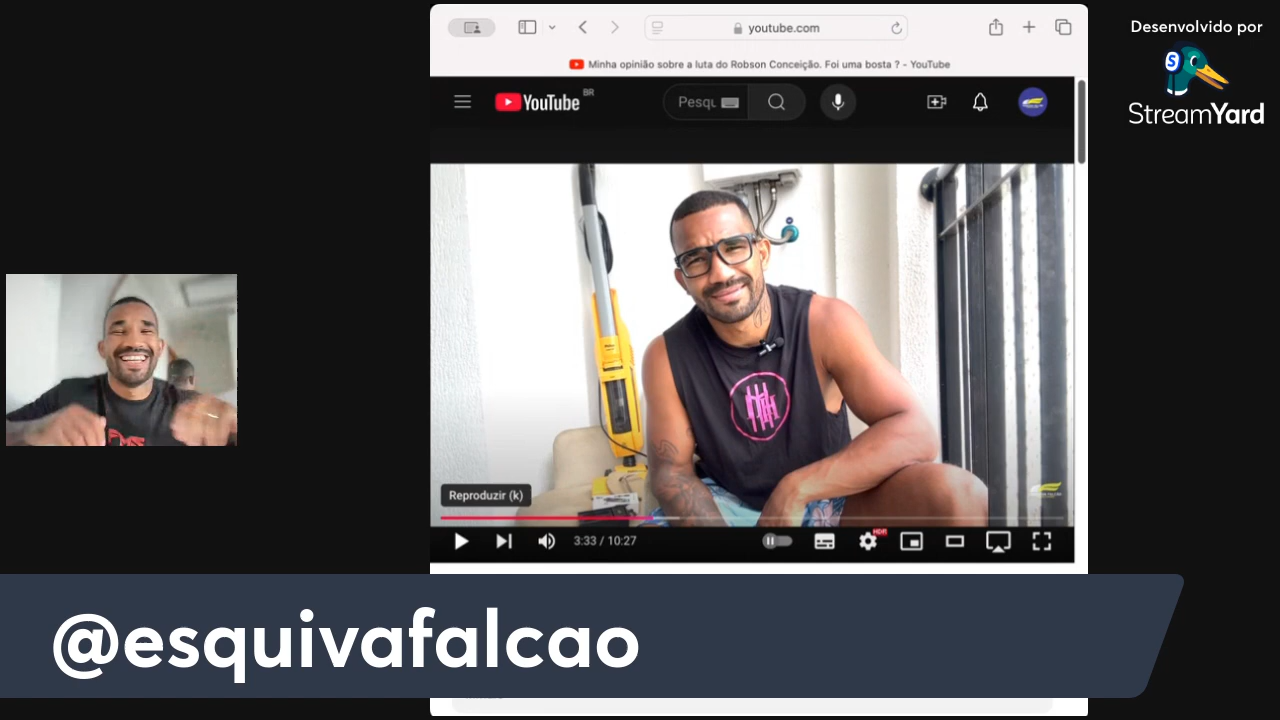 Desenvolvido por
StreamYard
youtube.com
Minha opinião sobre a luta do Robson Conceição. Foi uma bosta ? - YouTube
YouTube BR
Pesqu
Reproduzir (k)
3:33 / 10:27
HDR
@esquivafalcao